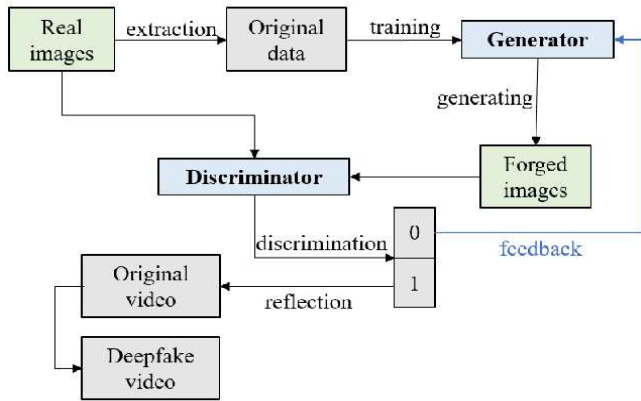 Real
images
extraction
Original
data
training
Generator
generating
Forged
images
Discriminator
discrimination
0
1
feedback
reflection
Original
video
Deepfake
video